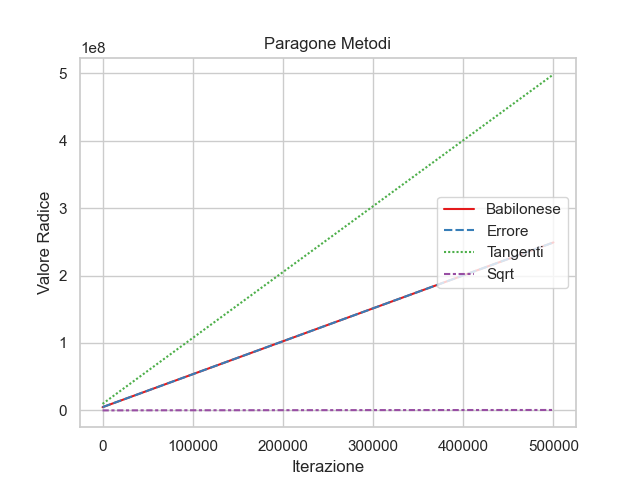 Paragone Metodi
1e8
5
4
3
2
1
0
Valore Radice
Babilonese
Errore
Tangenti
Sqrt
0 100000 200000 300000 400000 500000
Iterazione